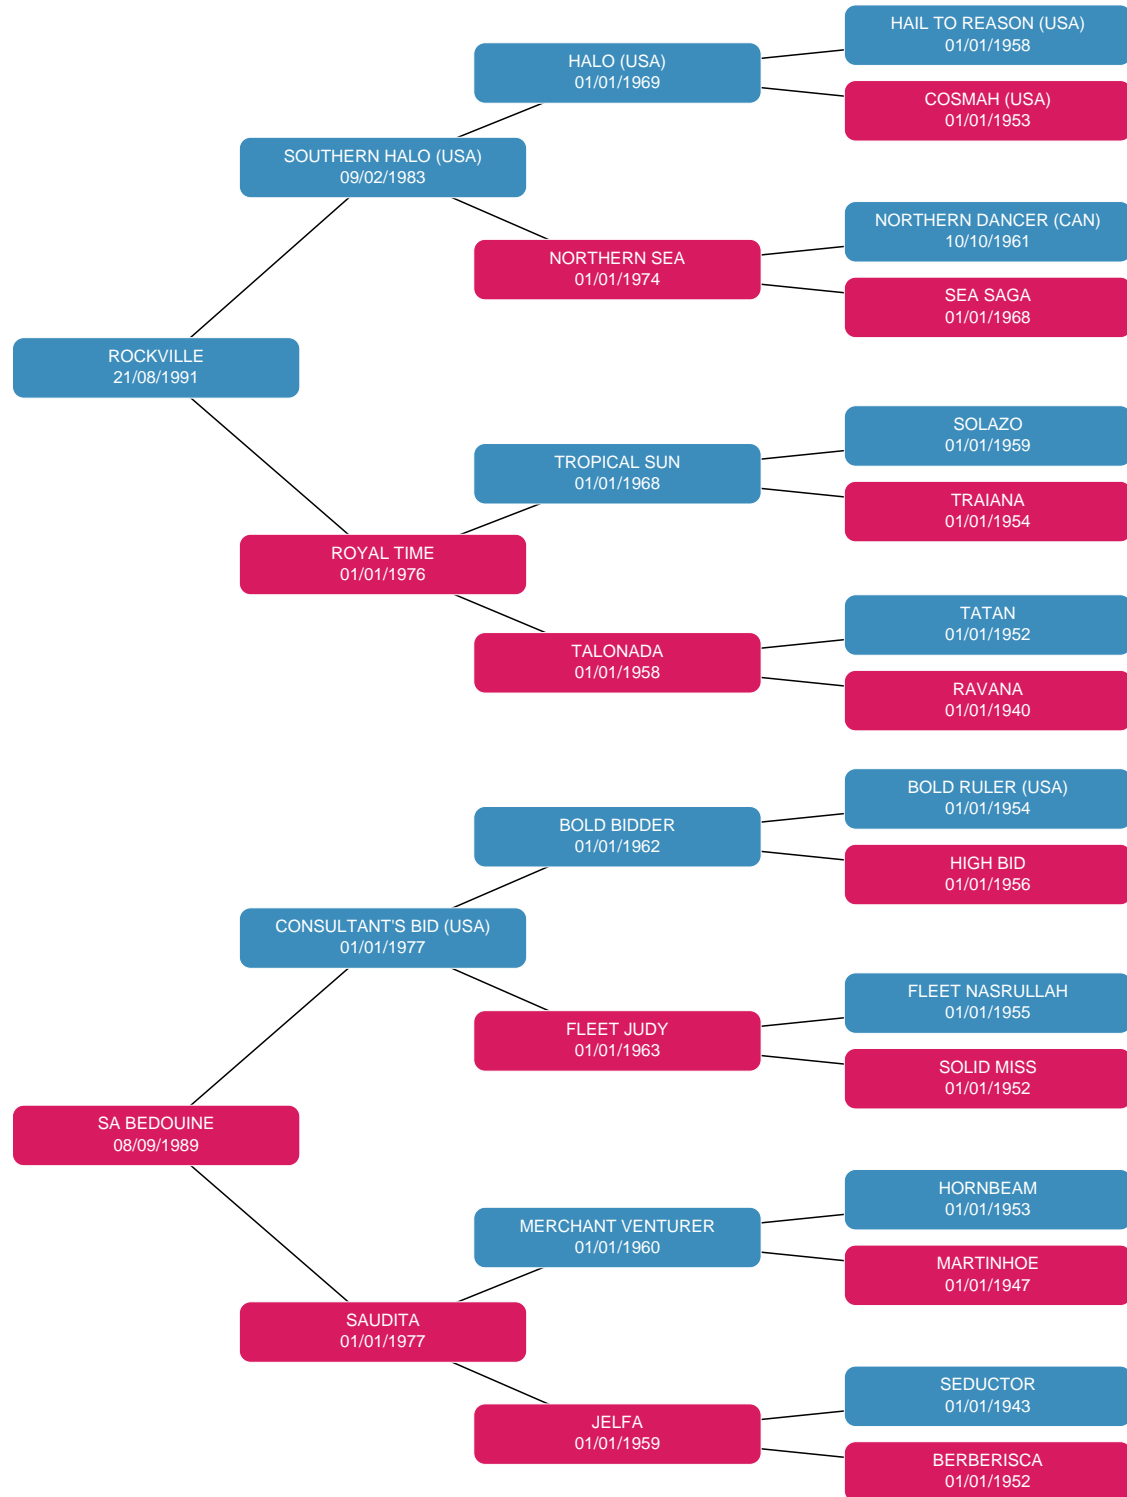 HAIL TO REASON (USA)
01/01/1958
HALO (USA)
01/01/1969
COSMAH (USA)
01/01/1953
SOUTHERN HALO (USA)
09/02/1983
NORTHERN DANCER (CAN)
10/10/1961
NORTHERN SEA
01/01/1974
SEA SAGA
01/01/1968
ROCKVILLE
21/08/1991
SOLAZO
01/01/1959
TROPICAL SUN
01/01/1968
TRAIANA
01/01/1954
ROYAL TIME
01/01/1976
TATAN
01/01/1952
TALONADA
01/01/1958
RAVANA
01/01/1940
BOLD RULER (USA)
01/01/1954
BOLD BIDDER
01/01/1962
HIGH BID
01/01/1956
CONSULTANT'S BID (USA)
01/01/1977
FLEET NASRULLAH
01/01/1955
FLEET JUDY
01/01/1963
SOLID MISS
01/01/1952
SA BEDOUINE
08/09/1989
HORNBEAM
01/01/1953
MERCHANT VENTURER
01/01/1960
MARTINHOE
01/01/1947
SAUDITA
01/01/1977
SEDUCTOR
01/01/1943
JELFA
01/01/1959
BERBERISCA
01/01/1952